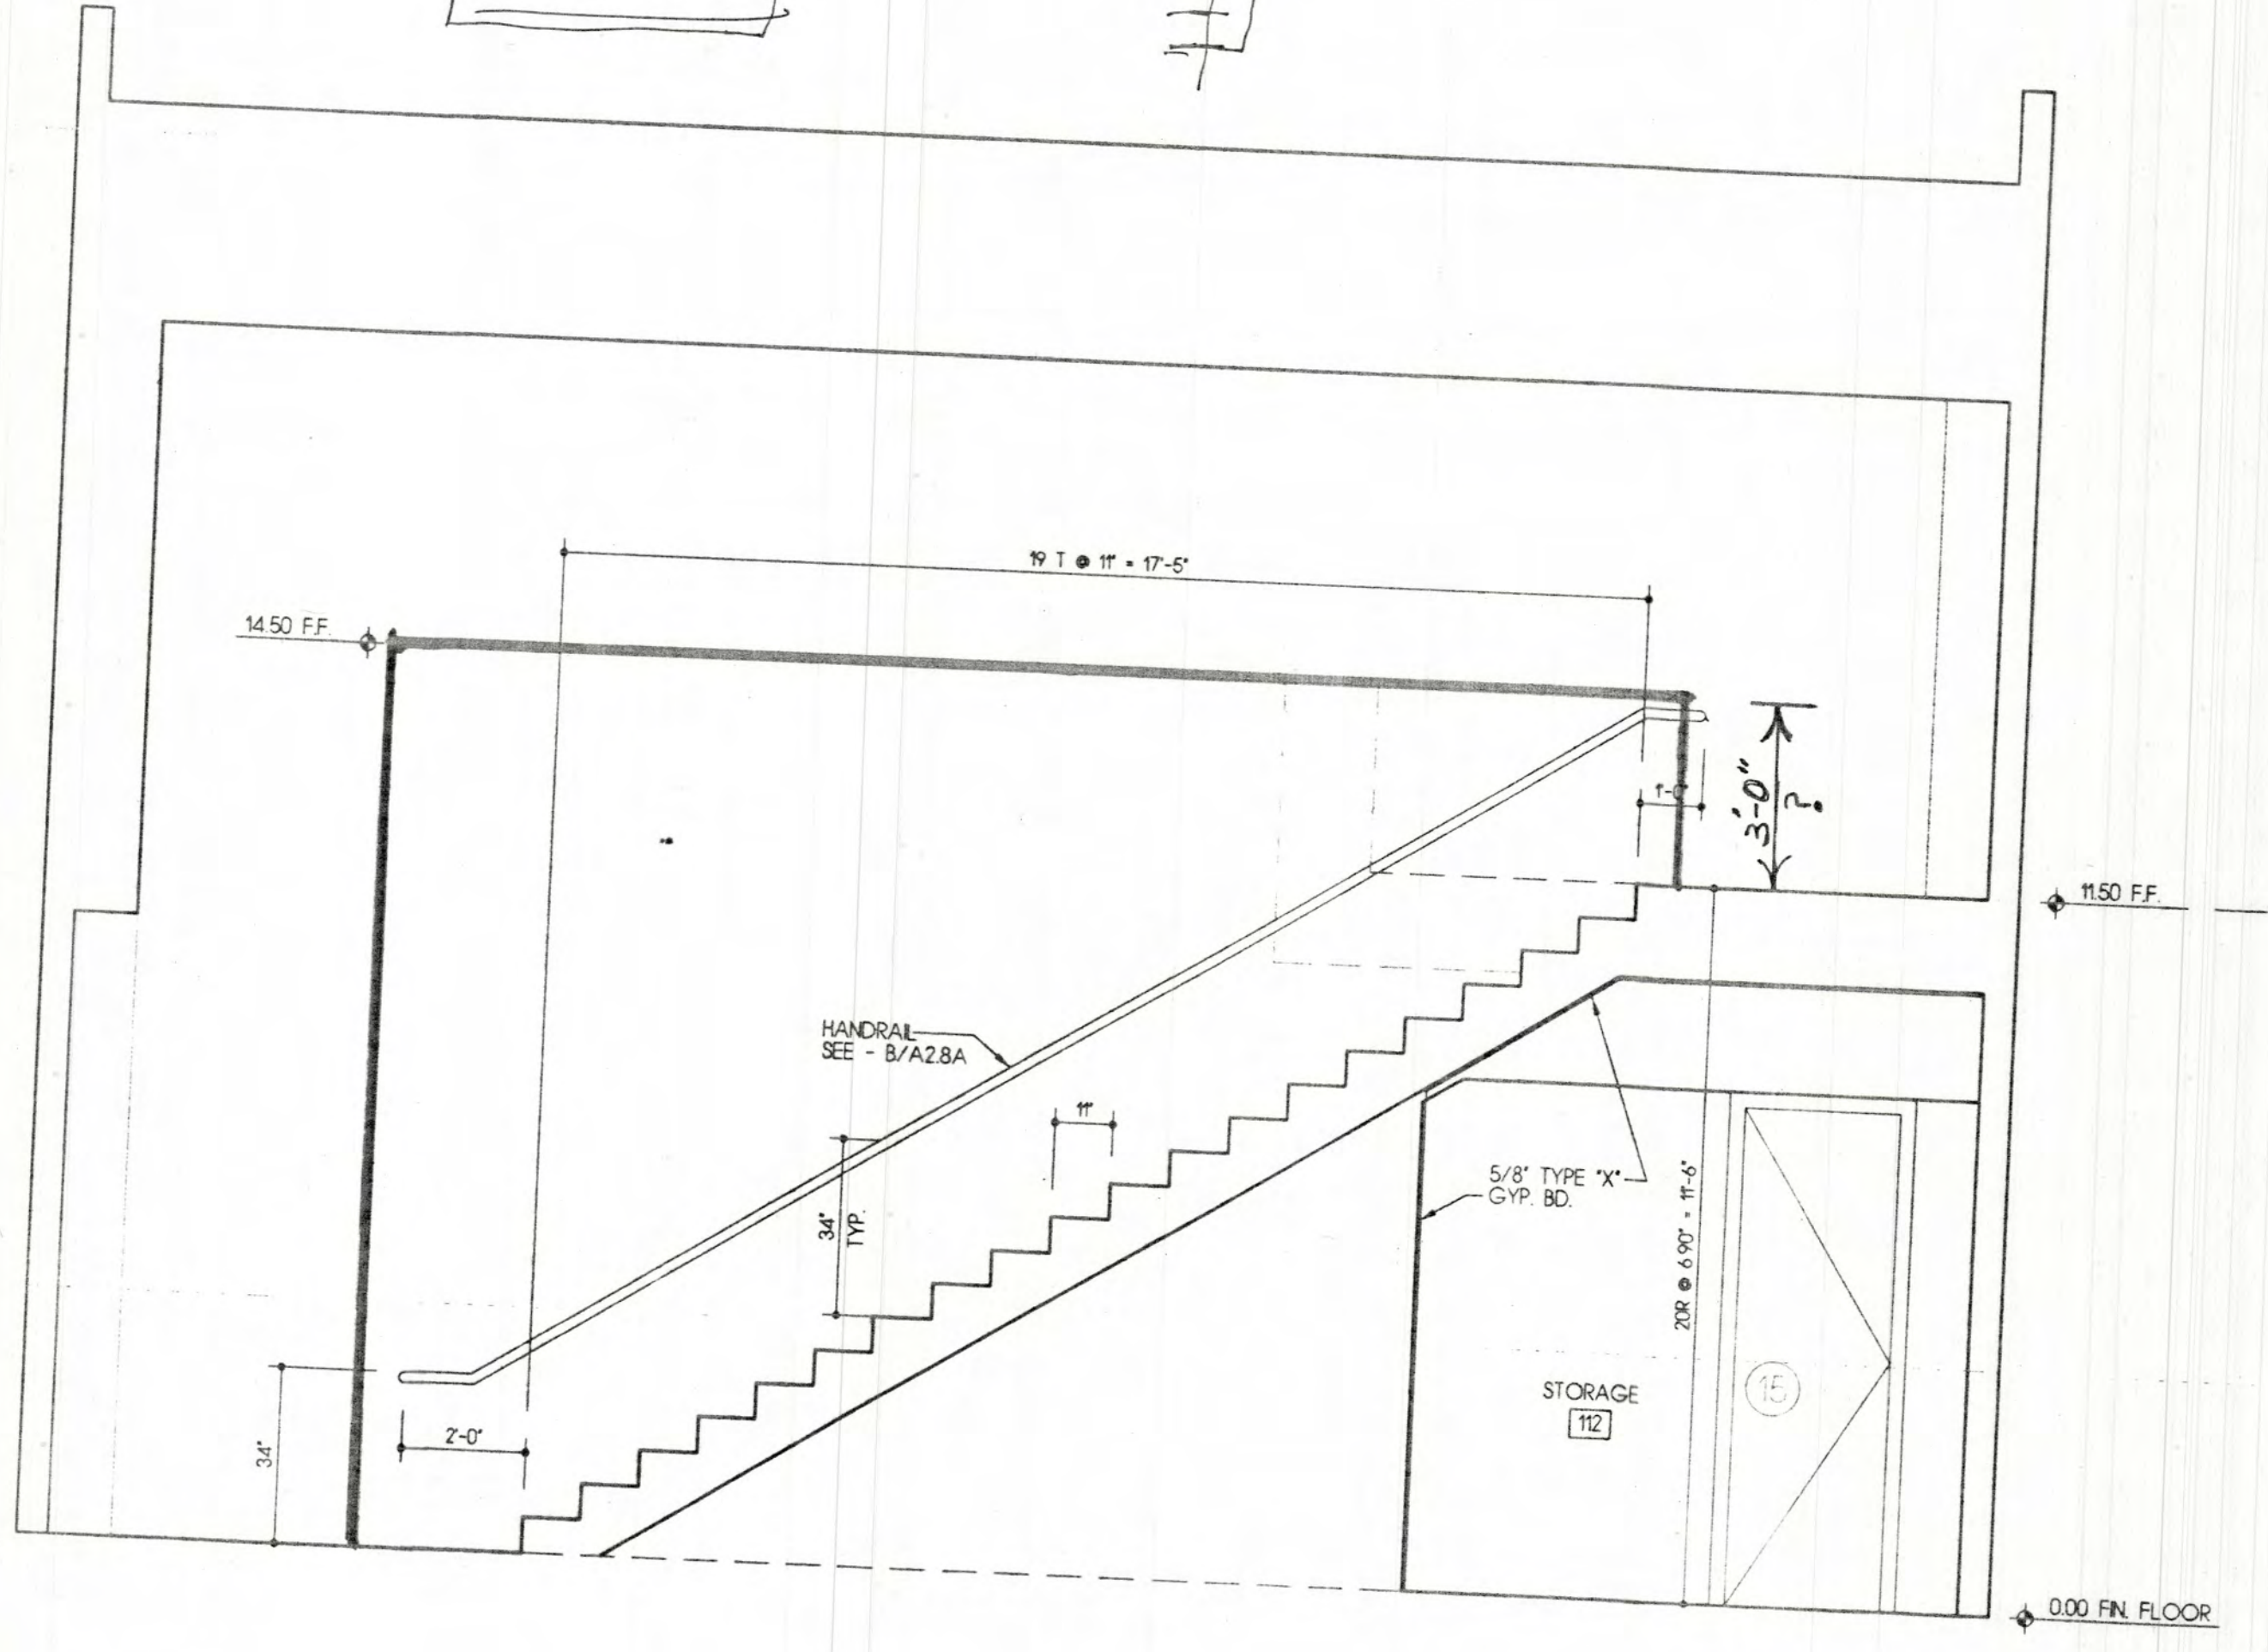 19 T @ 11" = 17'-5"
14.50 F.F.
1'-0"
3'-0"
?
11.50 F.F.
HANDRAIL
SEE - B/A2.8A
11"
34"
TYP.
5/8" TYPE "X"
GYP. BD.
20R @ 6.90" = 11'-6"
34"
2'-0"
STORAGE
112
15
0.00 FIN. FLOOR